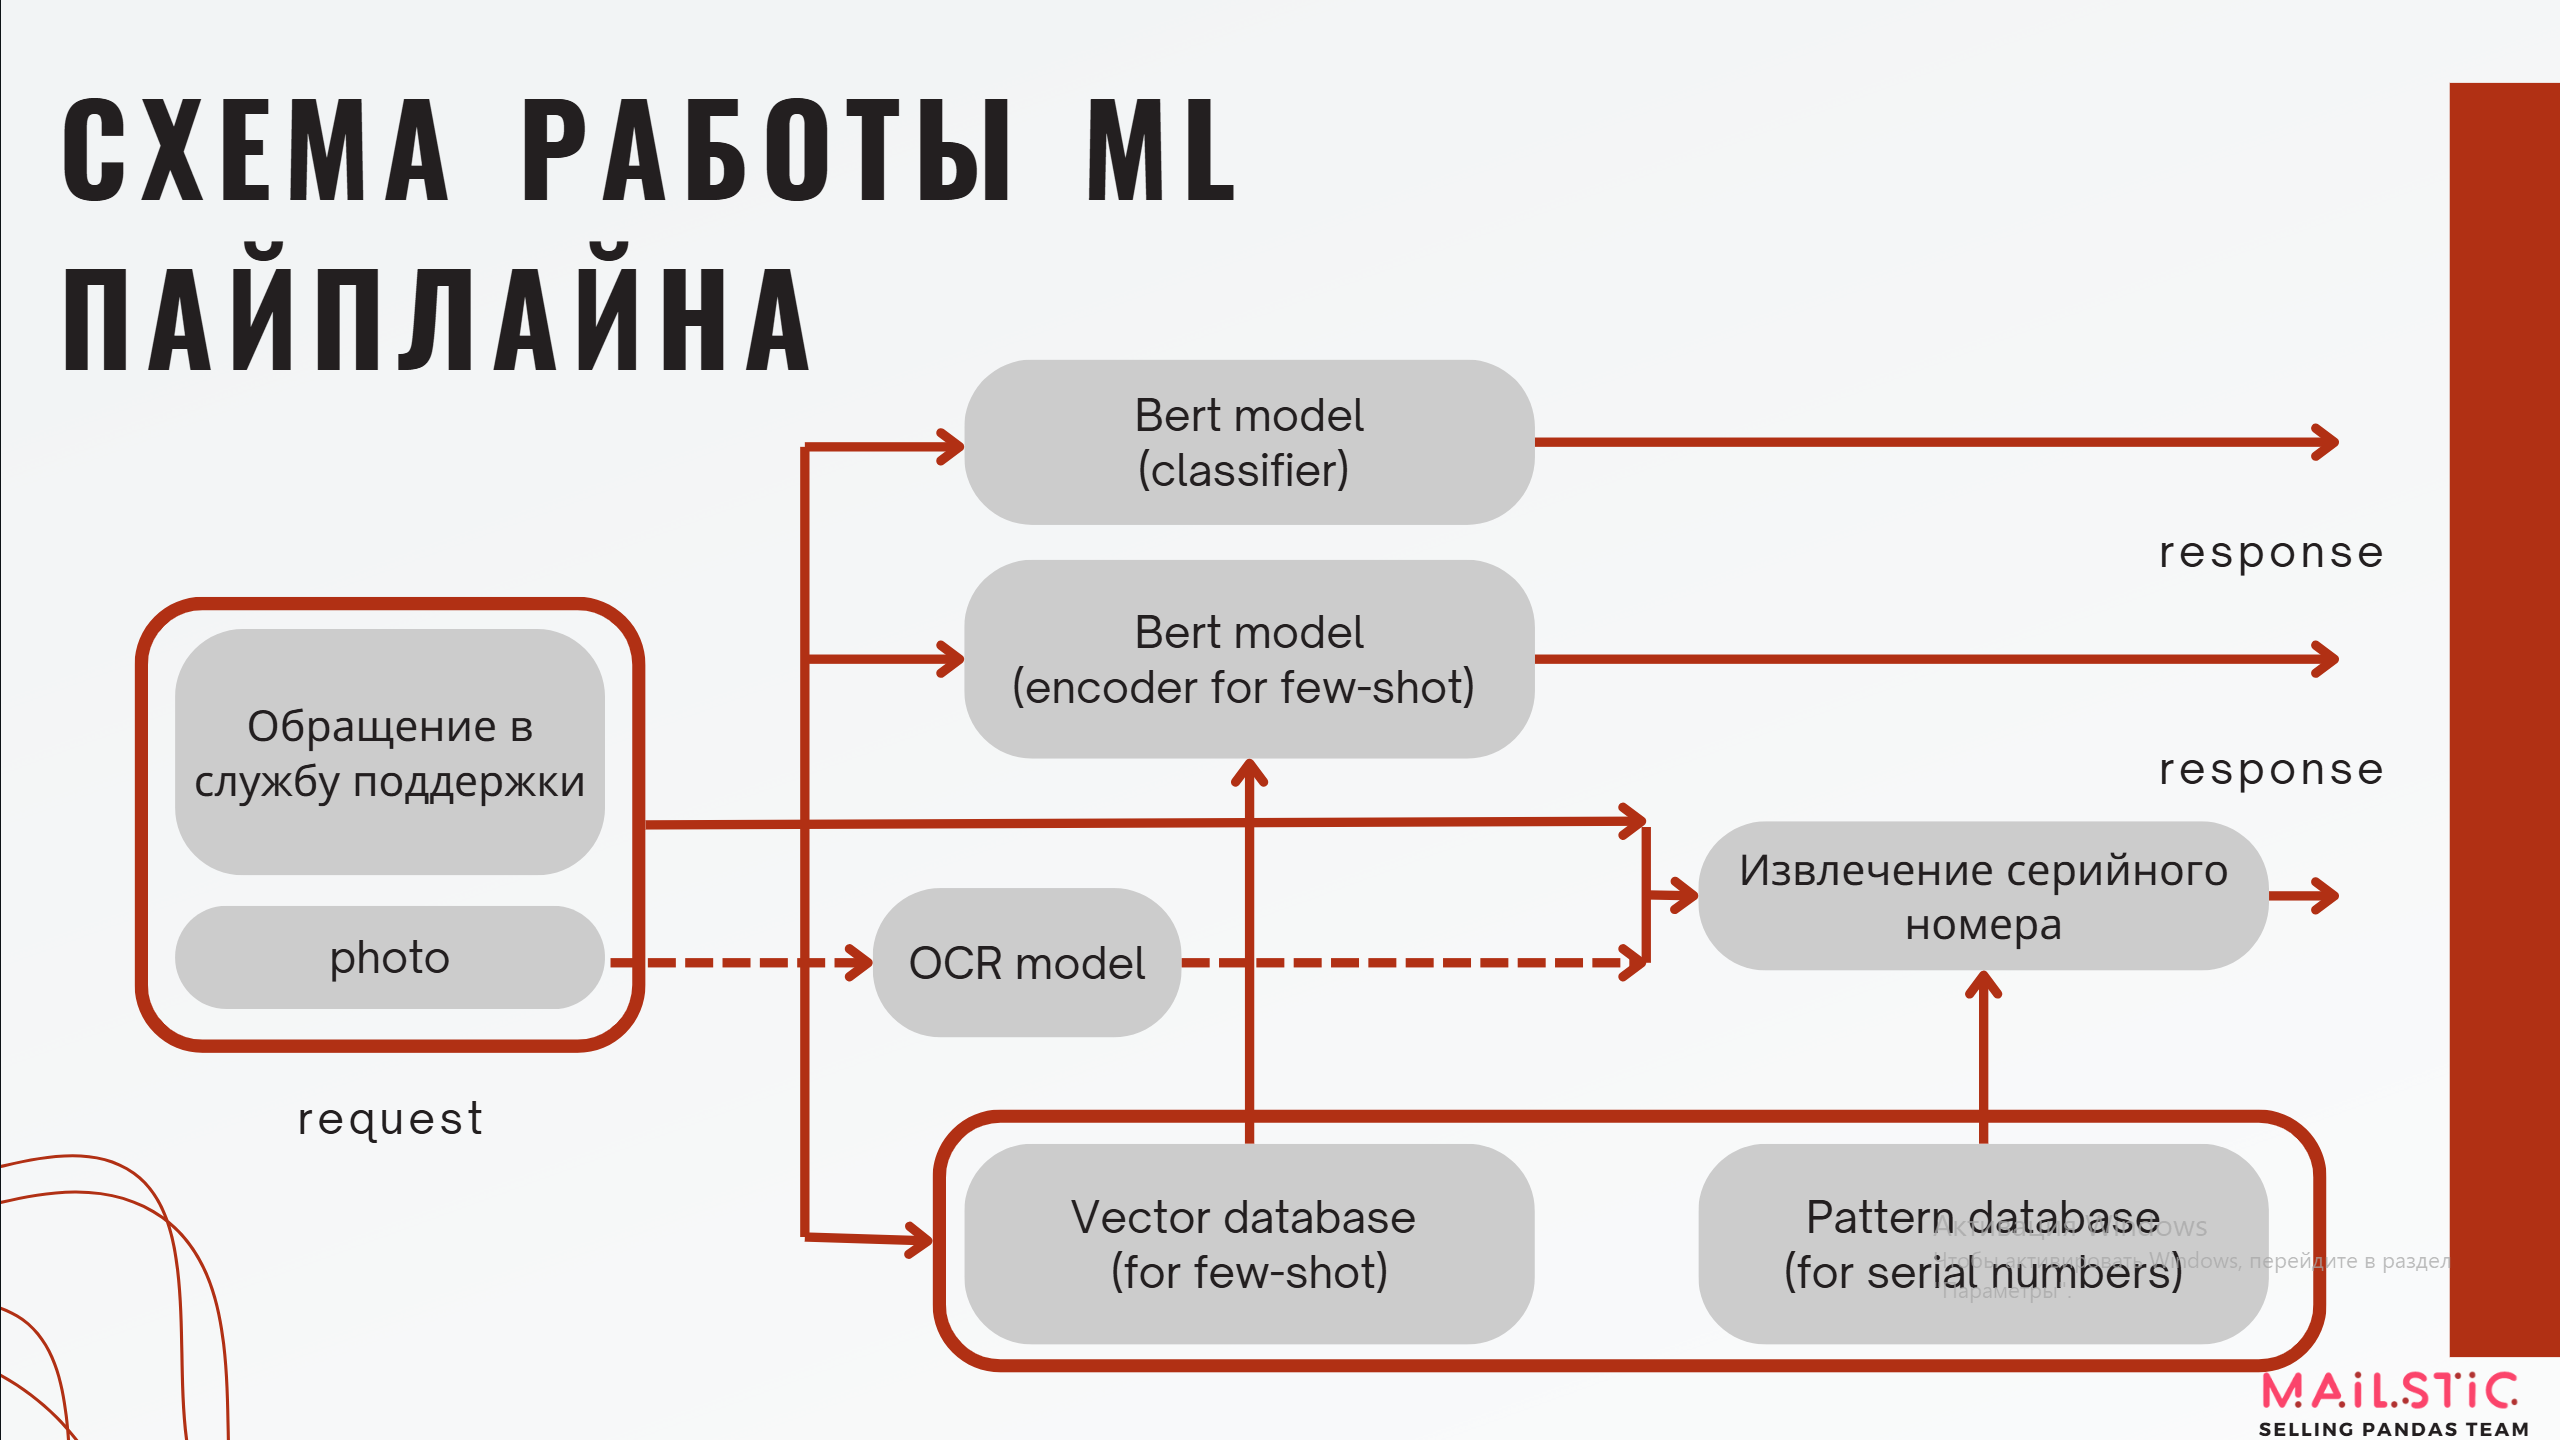 СХЕМА РАБОТЫ ML
ПАЙПЛАЙНА
Bert model
(classifier)
response
Bert model
(encoder for few-shot)
response
Обращение в
службу поддержки
photo
request
OCR model
Извлечение серийного
номера
Vector database
(for few-shot)
Pattern database
(for serial numbers)
Активация Windows
Чтобы активировать Windows, перейдите в раздел
"Параметры".
MAILSTIC
SELLING PANDAS TEAM